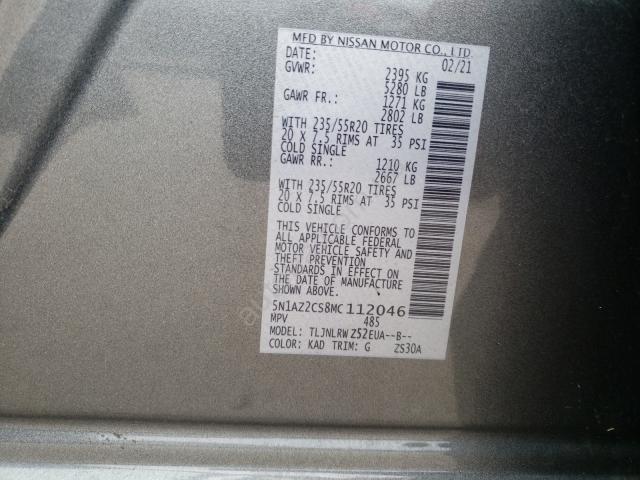 MFD BY NISSAN MOTOR CO., LTD.
DATE: 02/21
GVWR: 2395 KG
5280 LB
GAWR FR.: 1271 KG
2802 LB
WITH 235/55R20 TIRES
20 X 7.5 RIMS AT 35 PSI
COLD SINGLE
GAWR RR.: 1210 KG
2667 LB
WITH 235/55R20 TIRES
20 X 7.5 RIMS AT 35 PSI
COLD SINGLE
THIS VEHICLE CONFORMS TO
ALL APPLICABLE FEDERAL
MOTOR VEHICLE SAFETY AND
THEFT PREVENTION
STANDARDS IN EFFECT ON
THE DATE OF MANUFACTURE
SHOWN ABOVE.
5N1AZ2CS8MC112046
MPV 485
MODEL: TLJNLRW Z52EUA--B--
COLOR: KAD TRIM: G ZS30A